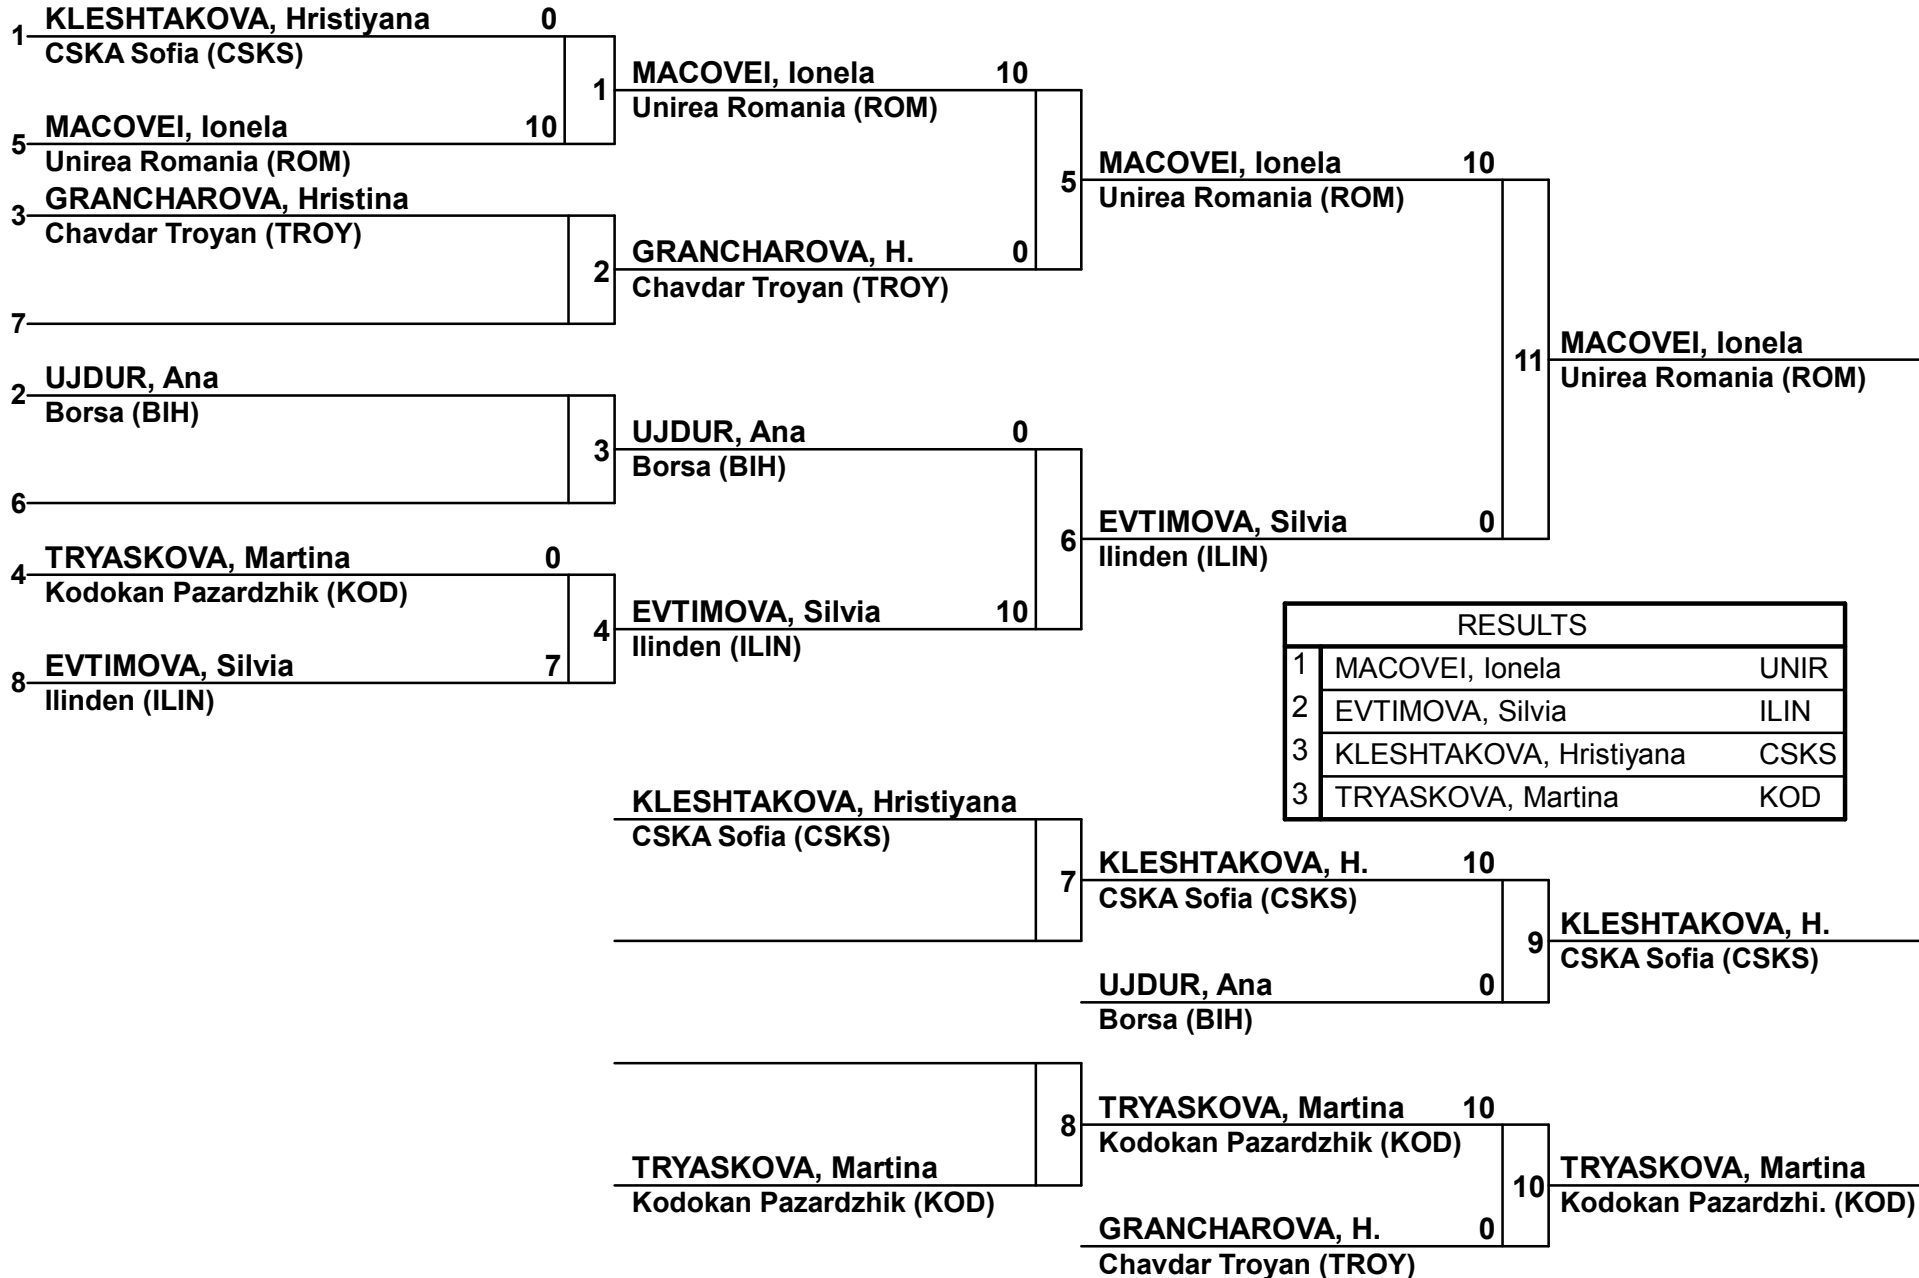 KLESHTAKOVA, Hristiyana 0
1
CSKA Sofia (CSKS)
1
MACOVEI, Ionela 10
5
Unirea Romania (ROM)
GRANCHAROVA, Hristina
3
Chavdar Troyan (TROY)
2
7
UJDUR, Ana
2
Borsa (BIH)
3
6
TRYASKOVA, Martina 0
4
Kodokan Pazardzhik (KOD)
4
EVTIMOVA, Silvia 7
8
Ilinden (ILIN)
MACOVEI, Ionela 10
Unirea Romania (ROM)
5
GRANCHAROVA, H. 0
Chavdar Troyan (TROY)
UJDUR, Ana 0
Borsa (BIH)
6
EVTIMOVA, Silvia 10
Ilinden (ILIN)
MACOVEI, Ionela 10
Unirea Romania (ROM)
11
EVTIMOVA, Silvia 0
Ilinden (ILIN)
MACOVEI, Ionela
Unirea Romania (ROM)
RESULTS
1 MACOVEI, Ionela UNIR
2 EVTIMOVA, Silvia ILIN
3 KLESHTAKOVA, Hristiyana CSKS
3 TRYASKOVA, Martina KOD
KLESHTAKOVA, Hristiyana
CSKA Sofia (CSKS)
7
KLESHTAKOVA, H. 10
CSKA Sofia (CSKS)
9
UJDUR, Ana 0
Borsa (BIH)
KLESHTAKOVA, H.
CSKA Sofia (CSKS)
8
TRYASKOVA, Martina
Kodokan Pazardzhik (KOD)
TRYASKOVA, Martina 10
Kodokan Pazardzhik (KOD)
10
GRANCHAROVA, H. 0
Chavdar Troyan (TROY)
TRYASKOVA, Martina
Kodokan Pazardzhi. (KOD)